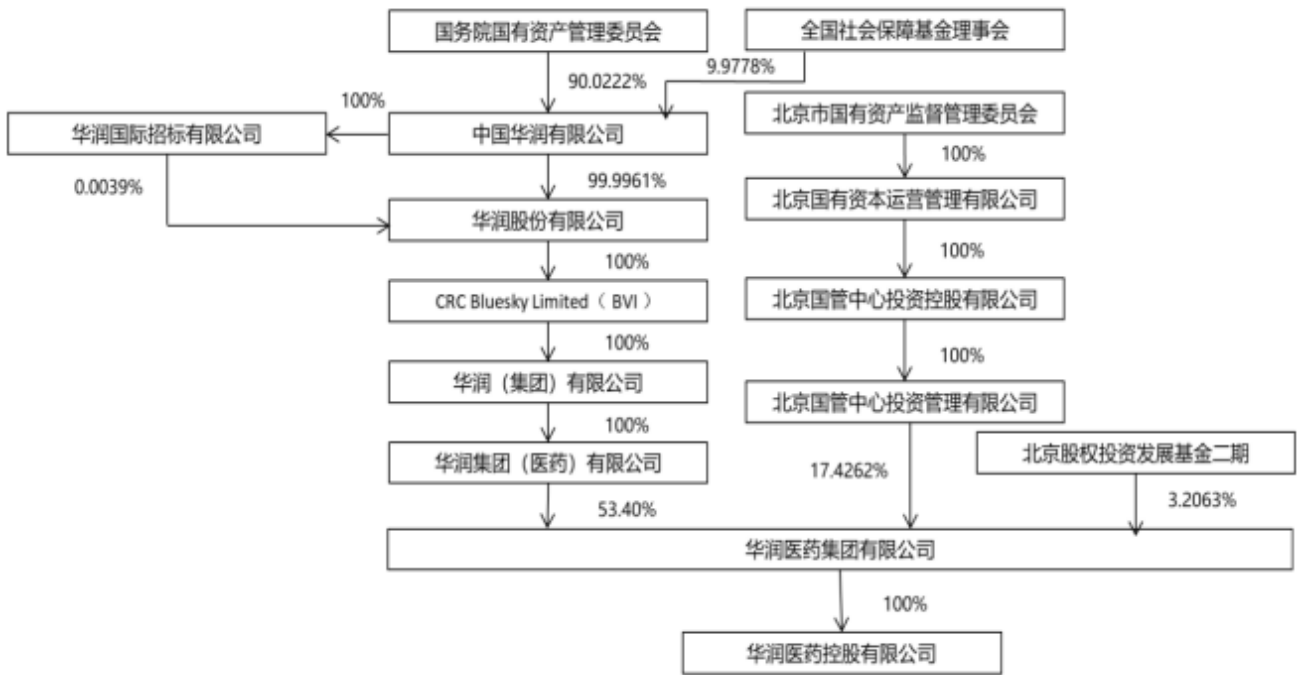 国务院国有资产管理委员会
全国社会保障基金理事会
90.0222%
9.9778%
100%
华润国际招标有限公司
中国华润有限公司
北京市国有资产监督管理委员会
0.0039%
99.9961%
100%
华润股份有限公司
北京国有资本运营管理有限公司
100%
100%
CRC Bluesky Limited（ BVI ）
北京国管中心投资控股有限公司
100%
100%
华润（集团）有限公司
北京国管中心投资管理有限公司
100%
华润集团（医药）有限公司
北京股权投资发展基金二期
53.40%
17.4262%
3.2063%
华润医药集团有限公司
100%
华润医药控股有限公司